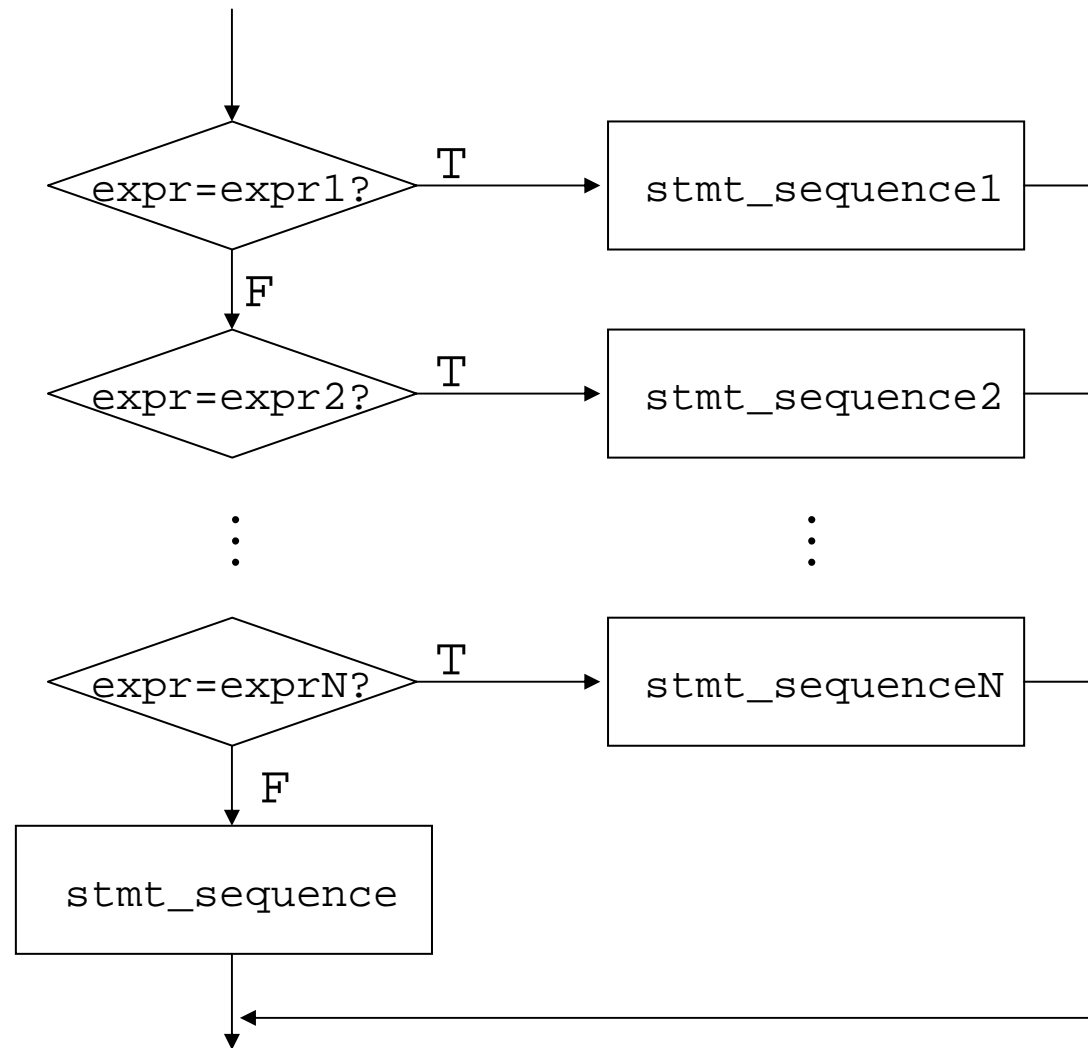 expr=expr1?
T
stmt_sequence1
F
expr=expr2?
T
stmt_sequence2
expr=exprN?
T
stmt_sequenceN
F
stmt_sequence